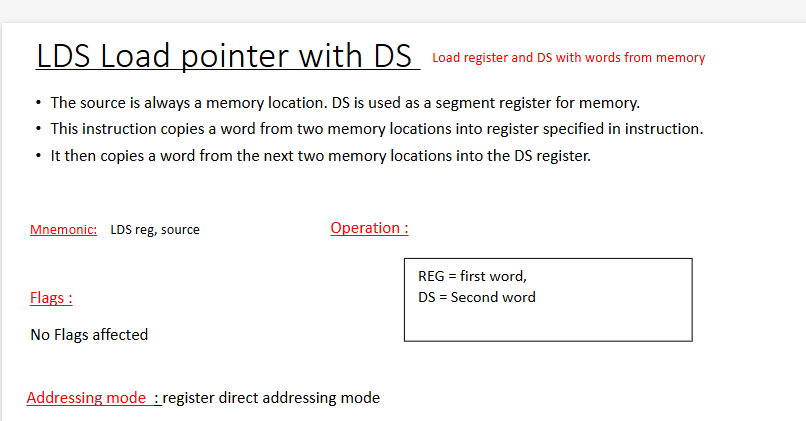 LDS Load pointer with DS Load register and DS with words from memory
• The source is always a memory location. DS is used as a segment register for memory.
• This instruction copies a word from two memory locations into register specified in instruction.
• It then copies a word from the next two memory locations into the DS register.
Mnemonic: LDS reg, source
Operation :
REG = first word,
DS = Second word
Flags :
No Flags affected
Addressing mode : register direct addressing mode